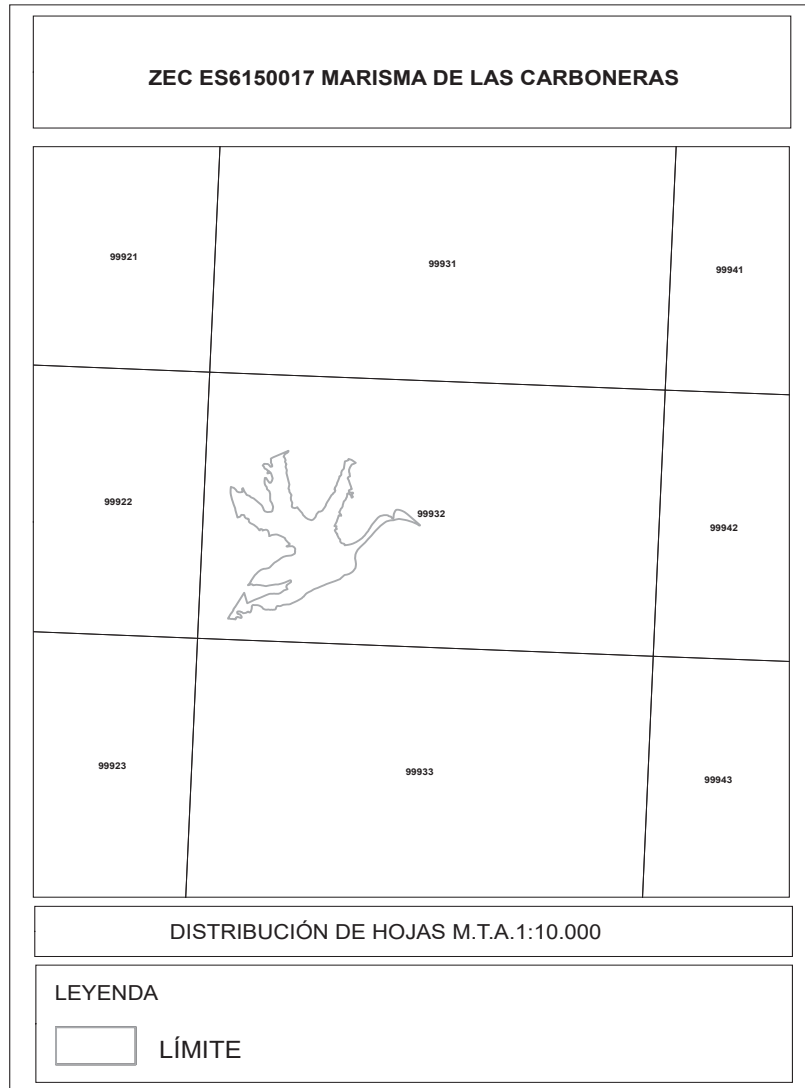 ZEC ES6150017 MARISMA DE LAS CARBONERAS
99921
99931
99941
99922
99932
99942
99923
99933
99943
DISTRIBUCIÓN DE HOJAS M.T.A.1:10.000
LEYENDA
LÍMITE